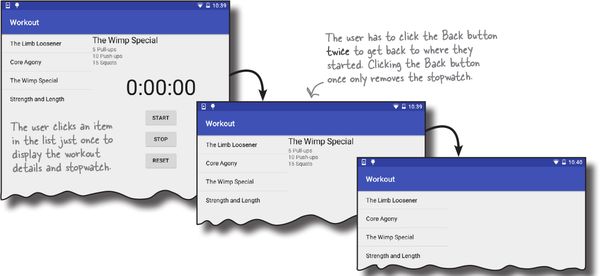 10:39
Workout
The Limb Loosener
Core Agony
The Wimp Special
Strength and Length
The Wimp Special
5 Pull-ups
10 Push-ups
15 Squats
0:00:00
START
STOP
RESET
The user clicks an item
in the list just once to
display the workout
details and stopwatch.
The user has to click the Back button
twice to get back to where they
started. Clicking the Back button
once only removes the stopwatch.
10:39
Workout
The Limb Loosener
Core Agony
The Wimp Special
Strength and Length
The Wimp Special
5 Pull-ups
10 Push-ups
15 Squats
10:40
Workout
The Limb Loosener
Core Agony
The Wimp Special
Strength and Length